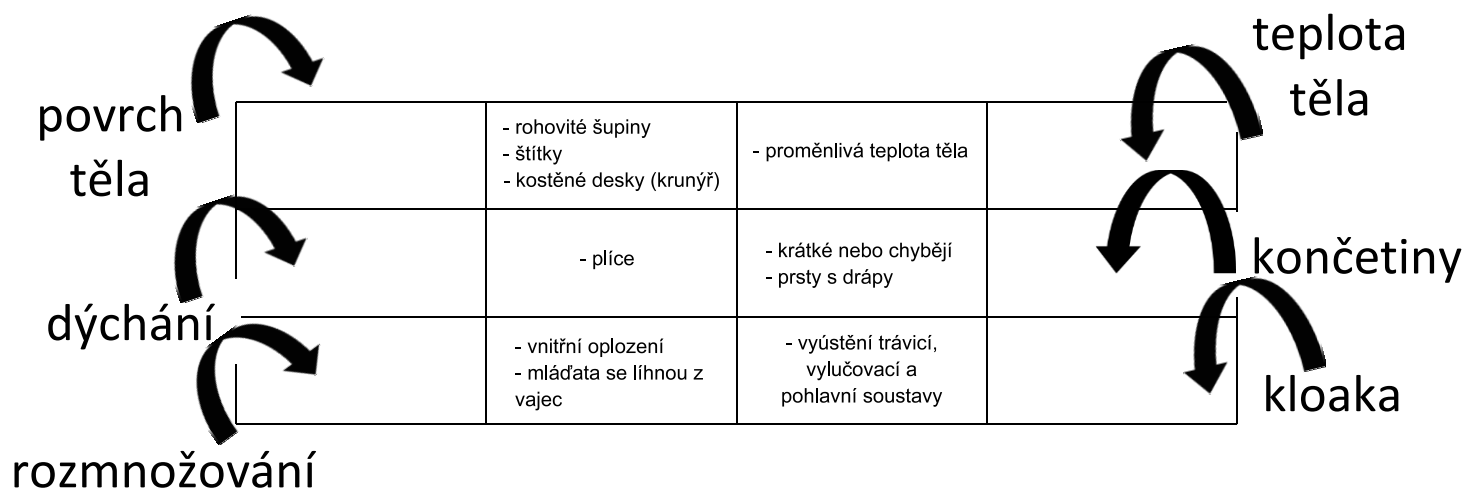 teplota
těla
povrch
těla
- rohovité šupiny
- štítky
- kostěné desky (krunýř)
- proměnlivá teplota těla
- plíce
- krátké nebo chybějí
- prsty s drápy
končetiny
dýchání
- vnitřní oplození
- mláďata se líhnou z
vajec
- vyústění trávicí,
vylučovací a
pohlavní soustavy
kloaka
rozmnožování